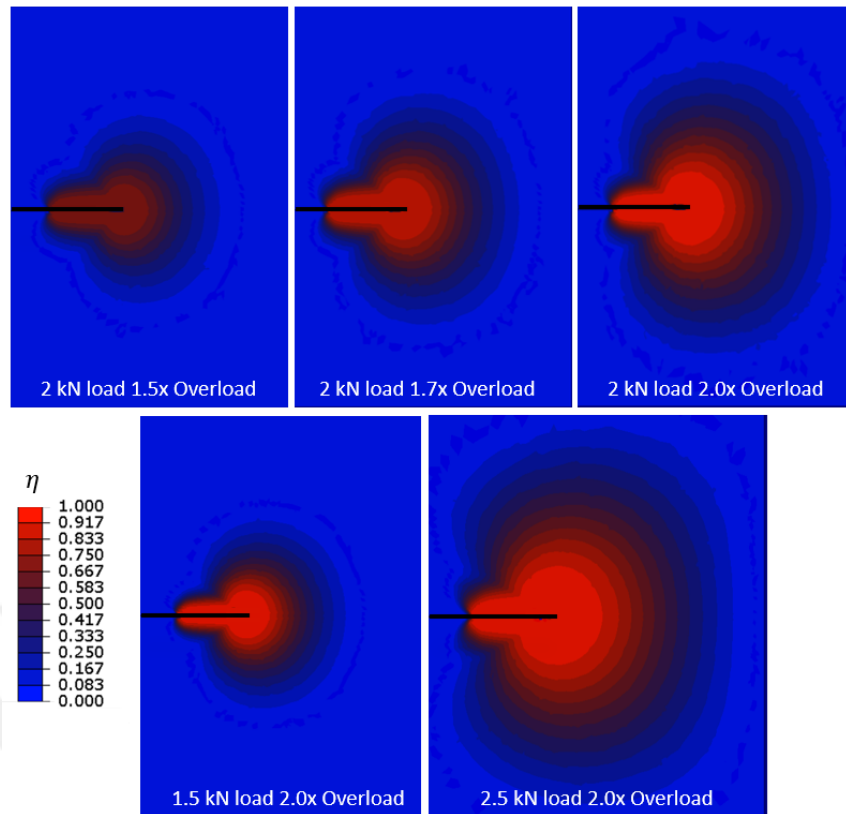 2 kN load 1.5x Overload
2 kN load 1.7x Overload
2 kN load 2.0x Overload
η
1.000
0.917
0.833
0.750
0.667
0.583
0.500
0.417
0.333
0.250
0.167
0.083
0.000
1.5 kN load 2.0x Overload
2.5 kN load 2.0x Overload